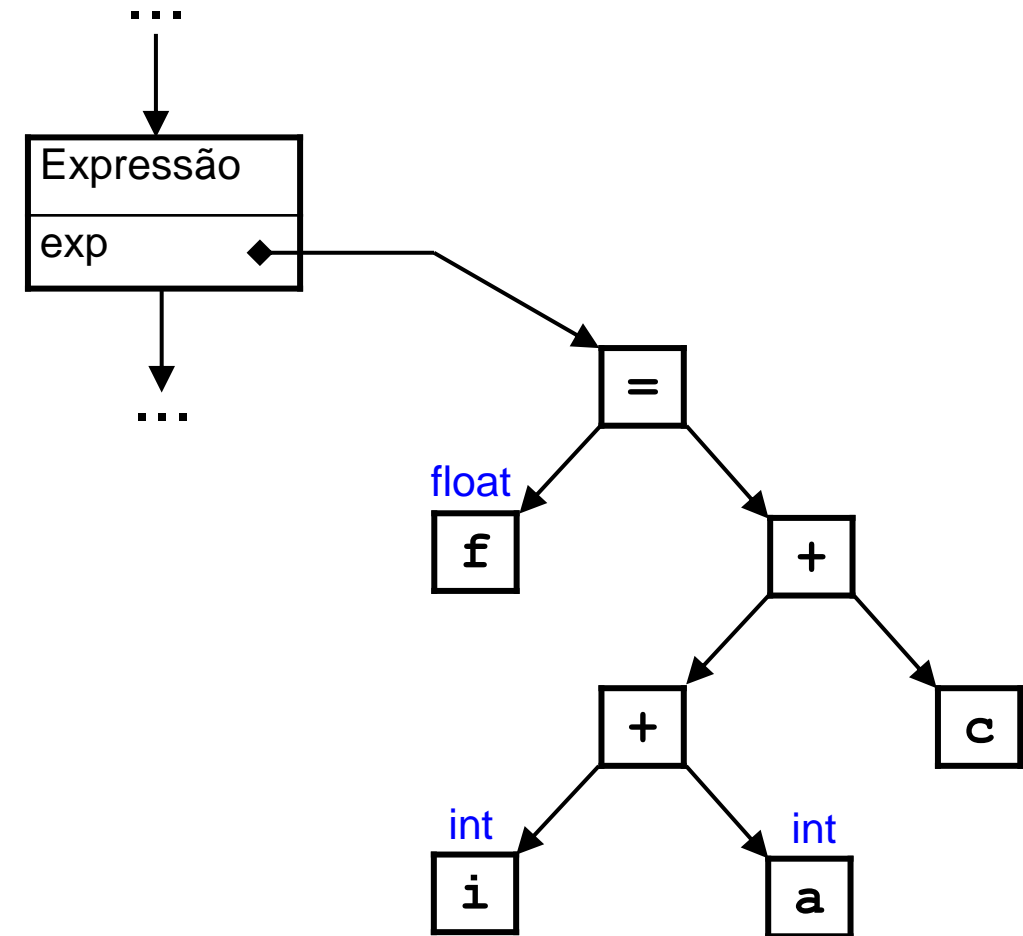 ...
Expressão
exp
=
...
float
f
+
+
c
int
int
i
a